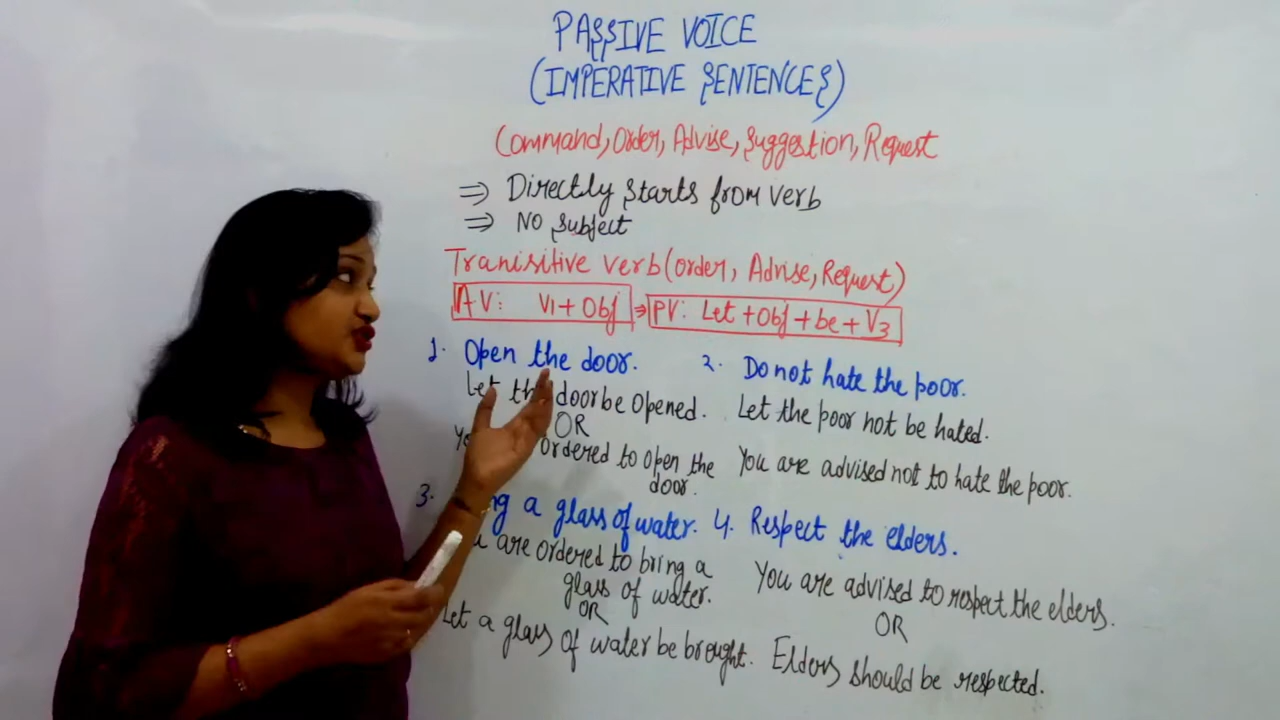 PASSIVE VOICE
(IMPERATIVE SENTENCES)
Command, Order, Advise, Suggestion, Request
⇒ Directly starts from verb
⇒ No subject
Tranisitive verb (order, Advise, Request)
AV: V1 + Obj ⇒ PV: Let + Obj + be + V3
1. Open the door.
Let the door be opened.
OR
ordered to open the
door.
2. Do not hate the poor.
Let the poor not be hated.
You are advised not to hate the poor.
3. a glass of water.
are ordered to bring a
glass of water.
OR
Let a glass of water be brought.
4. Respect the elders.
You are advised to respect the elders.
OR
Elders should be respected.